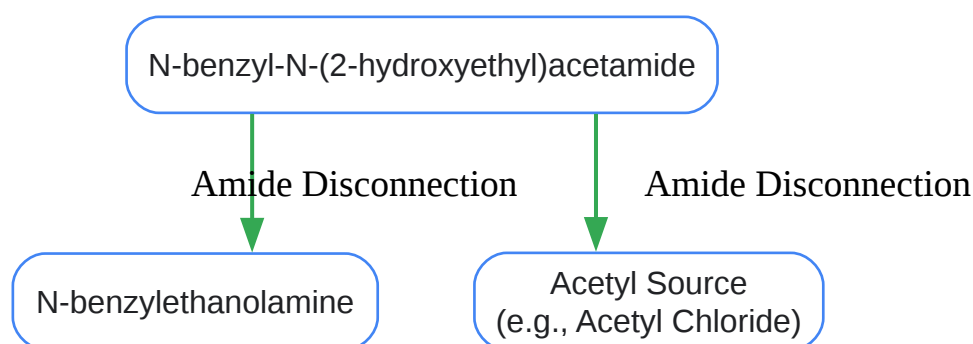 N-benzyl-N-(2-hydroxyethyl)acetamide
Amide Disconnection
Amide Disconnection
N-benzylethanolamine
Acetyl Source
(e.g., Acetyl Chloride)